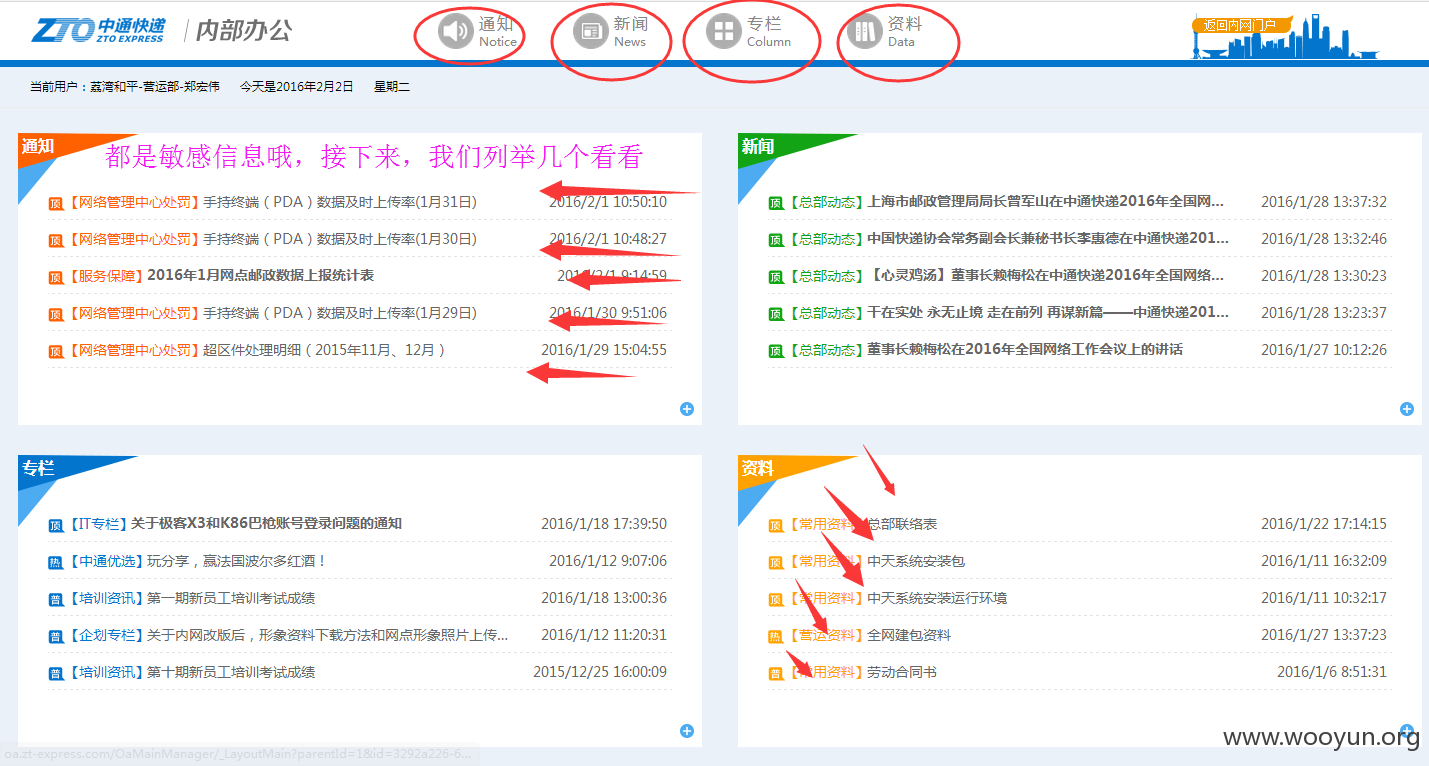 ZTO 中通快递 ZTO EXPRESS 内部办公
通知 Notice
新闻 News
专栏 Column
资料 Data
返回内网门户
当前用户：荔湾和平-营运部-郑宏伟 今天是2016年2月2日 星期二
通知
都是敏感信息哦，接下来，我们列举几个看看
顶【网络管理中心处罚】手持终端（PDA）数据及时上传率(1月31日) 2016/2/1 10:50:10
顶【网络管理中心处罚】手持终端（PDA）数据及时上传率(1月30日) 2016/2/1 10:48:27
顶【服务保障】2016年1月网点邮政数据上报统计表 2016/2/1 9:14:59
顶【网络管理中心处罚】手持终端（PDA）数据及时上传率(1月29日) 2016/1/30 9:51:06
顶【网络管理中心处罚】超区件处理明细（2015年11月、12月） 2016/1/29 15:04:55
新闻
顶【总部动态】上海市邮政管理局局长曾军山在中通快递2016年全国网... 2016/1/28 13:37:32
顶【总部动态】中国快递协会常务副会长兼秘书长李惠德在中通快递201... 2016/1/28 13:32:46
顶【总部动态】【心灵鸡汤】董事长赖梅松在中通快递2016年全国网络... 2016/1/28 13:30:23
顶【总部动态】干在实处 永无止境 走在前列 再谋新篇——中通快递201... 2016/1/28 13:23:37
顶【总部动态】董事长赖梅松在2016年全国网络工作会议上的讲话 2016/1/27 10:12:26
专栏
顶【IT专栏】关于极客X3和K86巴枪账号登录问题的通知 2016/1/18 17:39:50
热【中通优选】玩分享，赢法国波尔多红酒！ 2016/1/12 9:07:06
普【培训资讯】第一期新员工培训考试成绩 2016/1/18 13:00:36
普【企划专栏】关于内网改版后，形象资料下载方法和网点形象照片上传... 2016/1/12 11:20:31
普【培训资讯】第十期新员工培训考试成绩 2015/12/25 16:00:09
资料
顶【常用资料】总部联络表 2016/1/22 17:14:15
顶【常用资料】中天系统安装包 2016/1/11 16:32:09
顶【常用资料】中天系统安装运行环境 2016/1/11 10:32:17
热【营运资料】全网建包资料 2016/1/27 13:37:23
普【常用资料】劳动合同书 2016/1/6 8:51:31
oa.zt-express.com/OaMainManager/_LayoutMain?parentId=1&id=3292a226-6...
www.wooyun.org